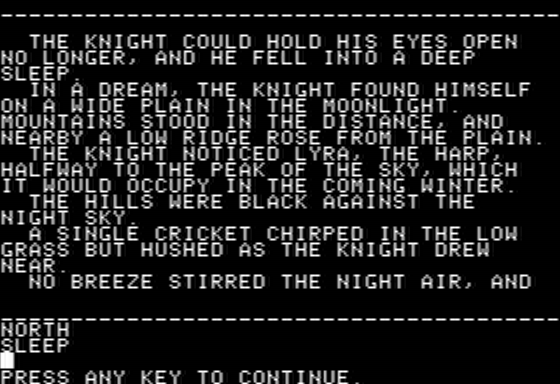 ----------------------------------------
  THE KNIGHT COULD HOLD HIS EYES OPEN
NO LONGER, AND HE FELL INTO A DEEP
SLEEP.
  IN A DREAM, THE KNIGHT FOUND HIMSELF
ON A WIDE PLAIN IN THE MOONLIGHT.
MOUNTAINS STOOD IN THE DISTANCE, AND
NEARBY A LOW RIDGE ROSE FROM THE PLAIN.
  THE KNIGHT NOTICED LYRA, THE HARP,
HALFWAY TO THE PEAK OF THE SKY, WHICH
IT WOULD OCCUPY IN THE COMING WINTER.
  THE HILLS WERE BLACK AGAINST THE
NIGHT SKY.
  A SINGLE CRICKET CHIRPED IN THE LOW
GRASS BUT HUSHED AS THE KNIGHT DREW
NEAR.
  NO BREEZE STIRRED THE NIGHT AIR, AND
----------------------------------------
NORTH
SLEEP
PRESS ANY KEY TO CONTINUE.